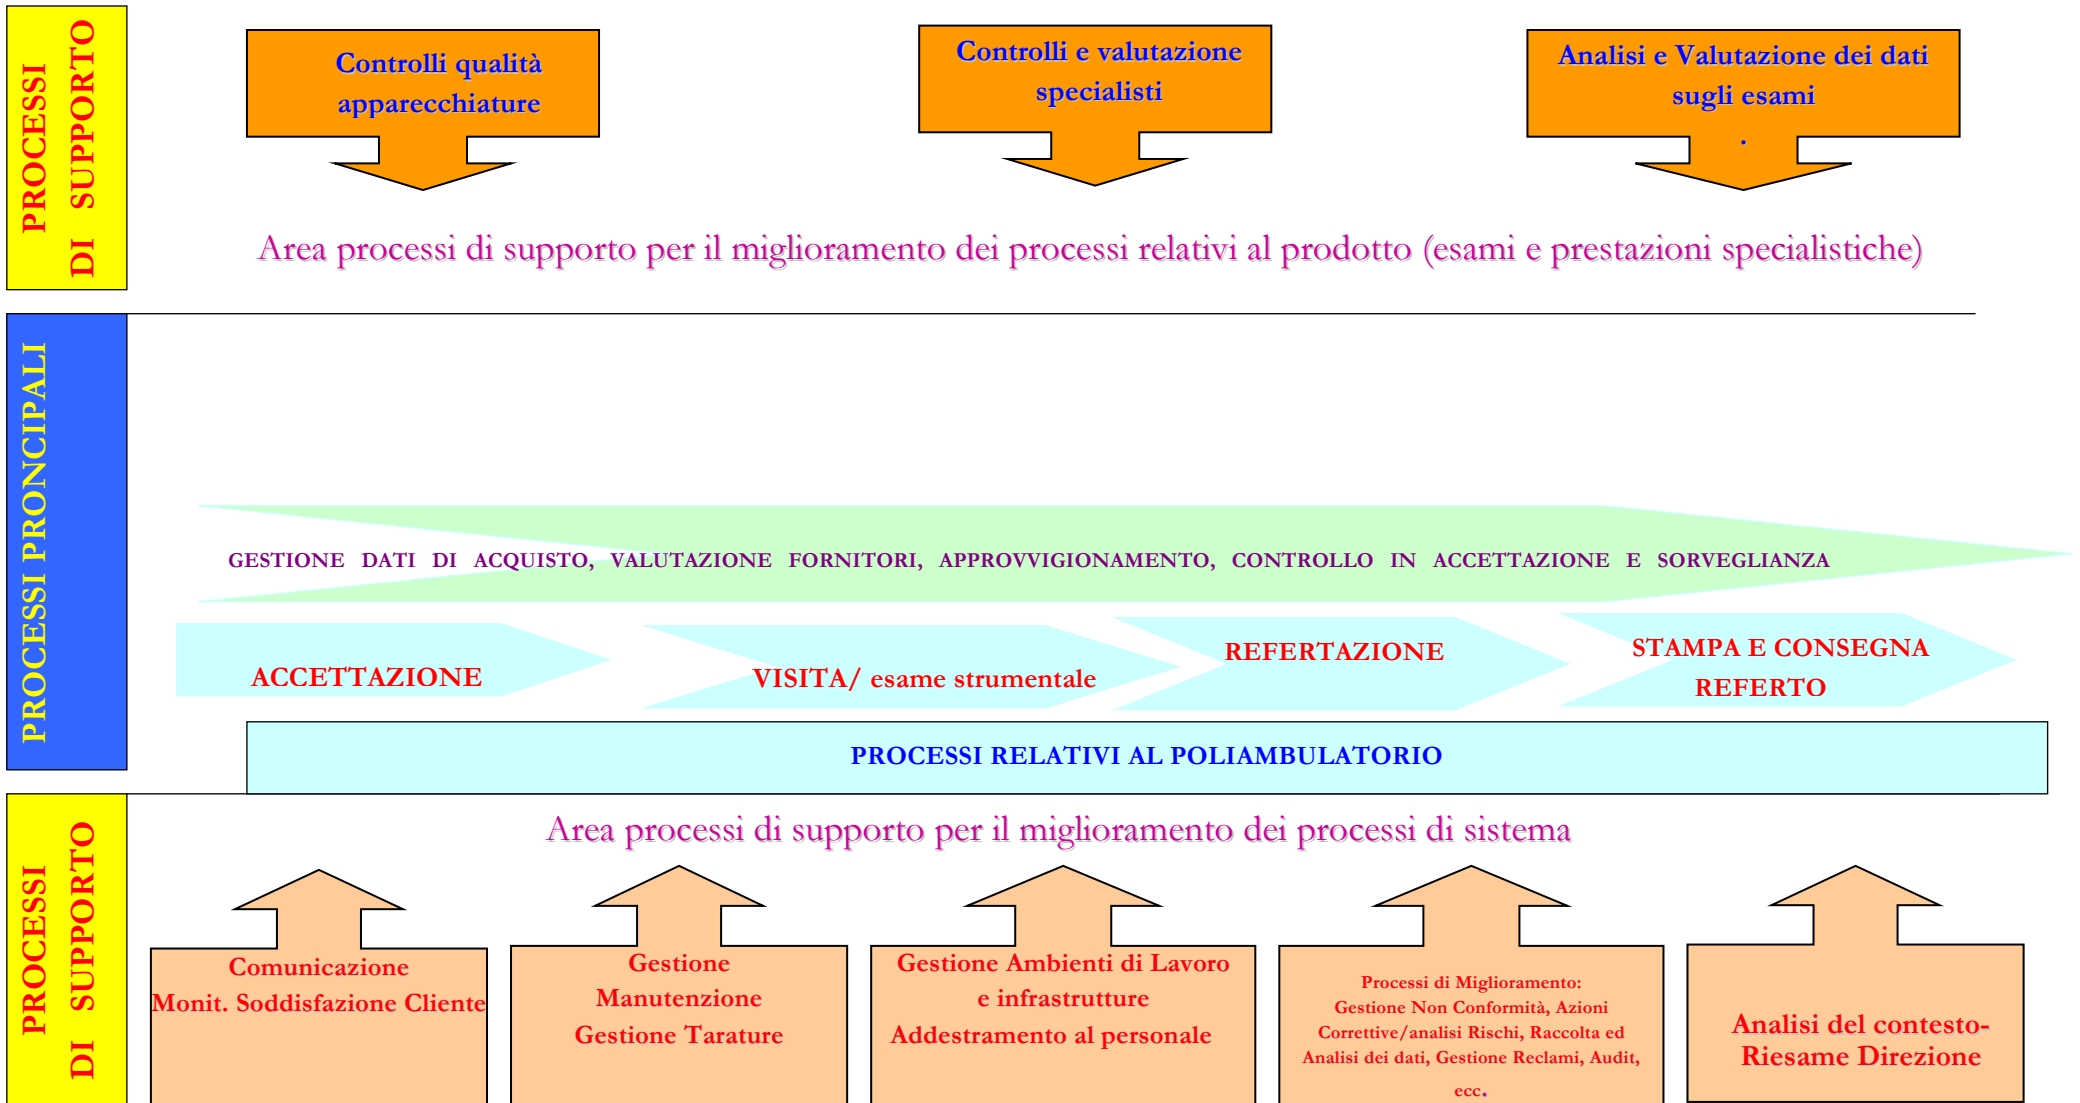 PROCESSI
DI SUPPORTO
Controlli qualità
apparecchiature
Controlli e valutazione
specialisti
Analisi e Valutazione dei dati
sugli esami
.
Area processi di supporto per il miglioramento dei processi relativi al prodotto (esami e prestazioni specialistiche)
PROCESSI PRONCIPALI
GESTIONE DATI DI ACQUISTO, VALUTAZIONE FORNITORI, APPROVVIGIONAMENTO, CONTROLLO IN ACCETTAZIONE E SORVEGLIANZA
ACCETTAZIONE
VISITA/ esame strumentale
REFERTAZIONE
STAMPA E CONSEGNA
REFERTO
PROCESSI RELATIVI AL POLIAMBULATORIO
PROCESSI
DI SUPPORTO
Area processi di supporto per il miglioramento dei processi di sistema
Comunicazione
Monit. Soddisfazione Cliente
Gestione
Manutenzione
Gestione Tarature
Gestione Ambienti di Lavoro
e infrastrutture
Addestramento al personale
Processi di Miglioramento:
Gestione Non Conformità, Azioni
Correttive/analisi Rischi, Raccolta ed
Analisi dei dati, Gestione Reclami, Audit,
ecc.
Analisi del contesto-
Riesame Direzione